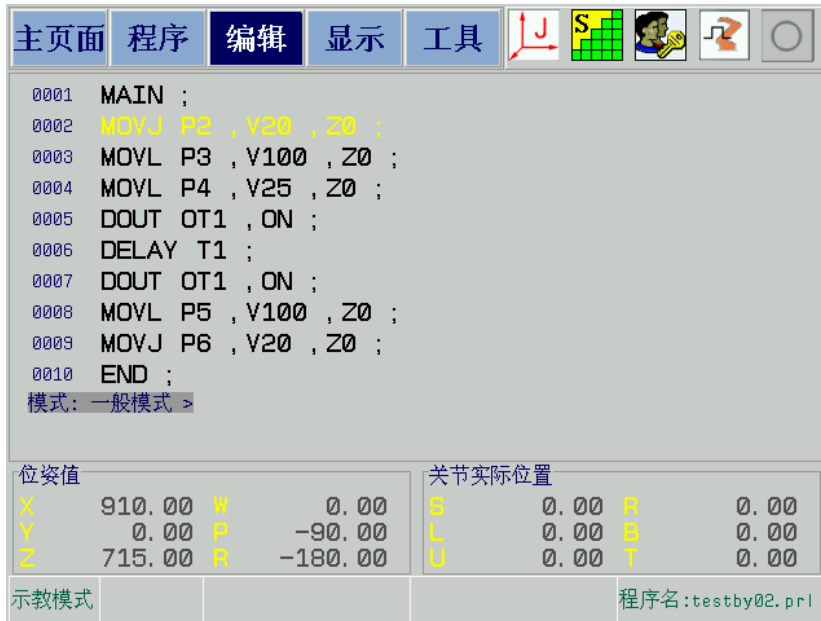 主页面 程序 编辑 显示 工具 J S
0001 MAIN ;
0002 MOVJ P2 ,V20 ,Z0 ;
0003 MOVL P3 ,V100 ,Z0 ;
0004 MOVL P4 ,V25 ,Z0 ;
0005 DOUT OT1 ,ON ;
0006 DELAY T1 ;
0007 DOUT OT1 ,ON ;
0008 MOVL P5 ,V100 ,Z0 ;
0009 MOVJ P6 ,V20 ,Z0 ;
0010 END ;
模式: 一般模式 >
位姿值 关节实际位置
X 910.00 W 0.00 S 0.00 R 0.00
Y 0.00 P -90.00 L 0.00 B 0.00
Z 715.00 R -180.00 U 0.00 T 0.00
示教模式 程序名:testby02.prl